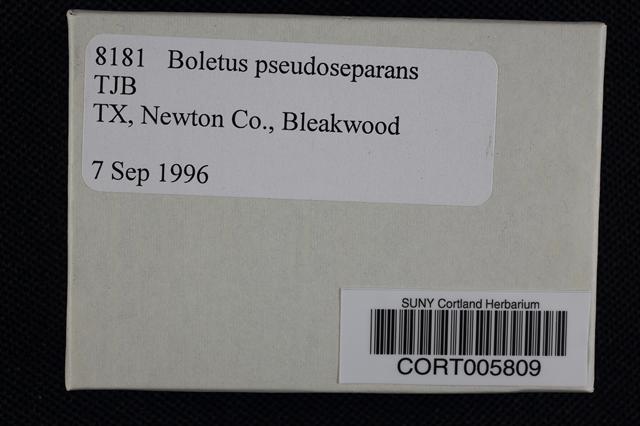 8181 Boletus pseudoseparans
TJB
TX, Newton Co., Bleakwood
7 Sep 1996
SUNY Cortland Herbarium
CORT005809